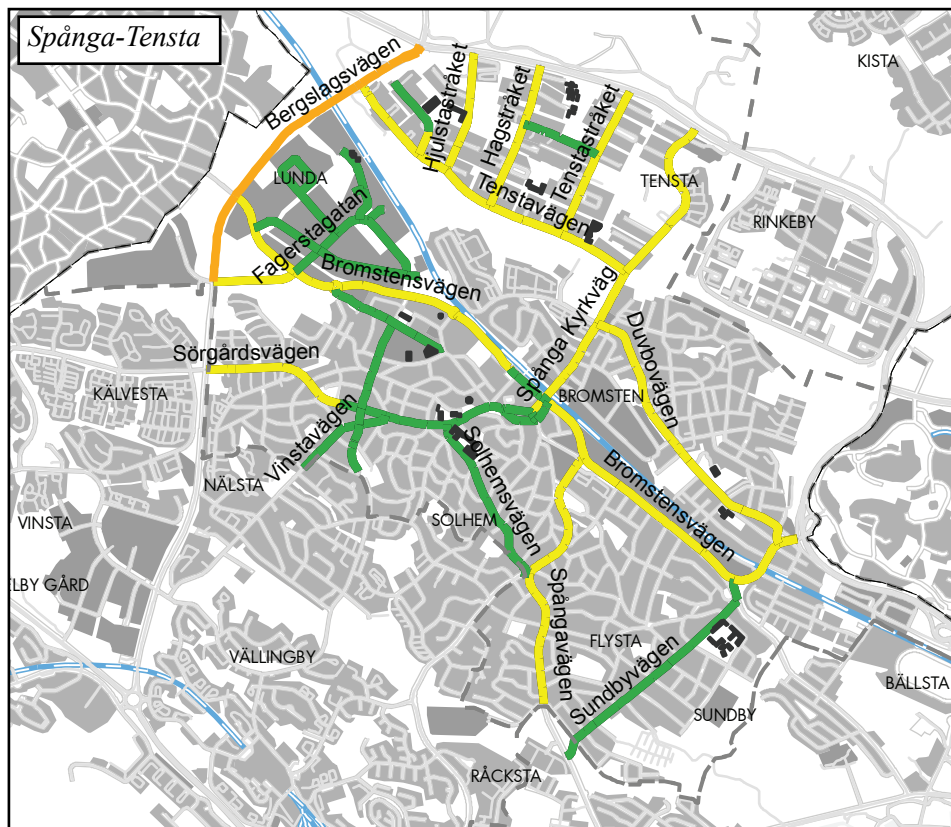 Spånga-Tensta
KISTA
Bergslagsvägen
Hjulstastråket
Hagstråket
Tenstastråket
LUNDA
TENSTA
Tenstavägen
RINKEBY
Fagerstagatan
Bromstensvägen
Spånga Kyrkväg
Duvbovägen
Sörgårdsvägen
KÄLVESTA
BROMSTEN
Vinstavägen
Solhemsvägen
NÄLSTA
Bromstensvägen
VINSTA
SOLHEM
ELBY GÅRD
Spångavägen
FLYSTA
VÄLLINGBY
Sundbyvägen
BÄLLSTA
SUNDBY
RÅCKSTA